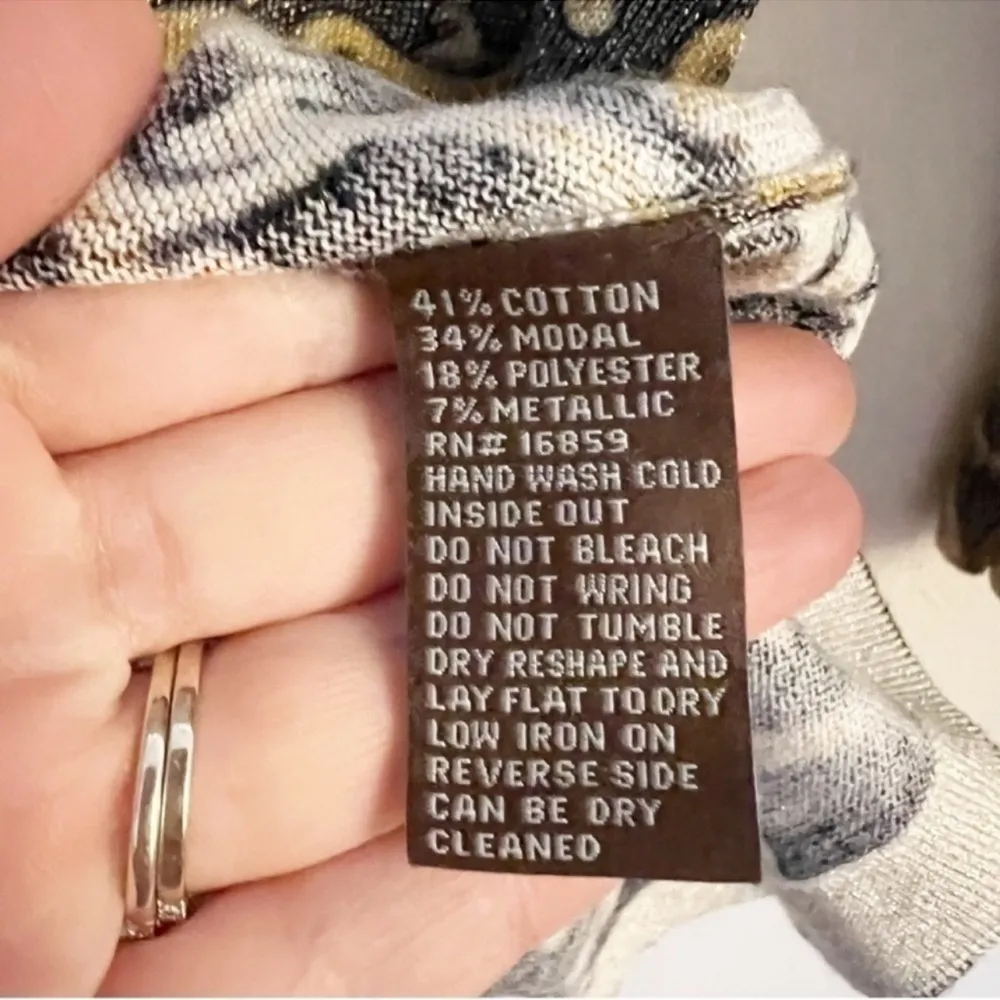 41% COTTON
34% MODAL
18% POLYESTER
7% METALLIC
RN# 16859
HAND WASH COLD
INSIDE OUT
DO NOT BLEACH
DO NOT WRING
DO NOT TUMBLE
DRY RESHAPE AND
LAY FLAT TO DRY
LOW IRON ON
REVERSE SIDE
CAN BE DRY
CLEANED